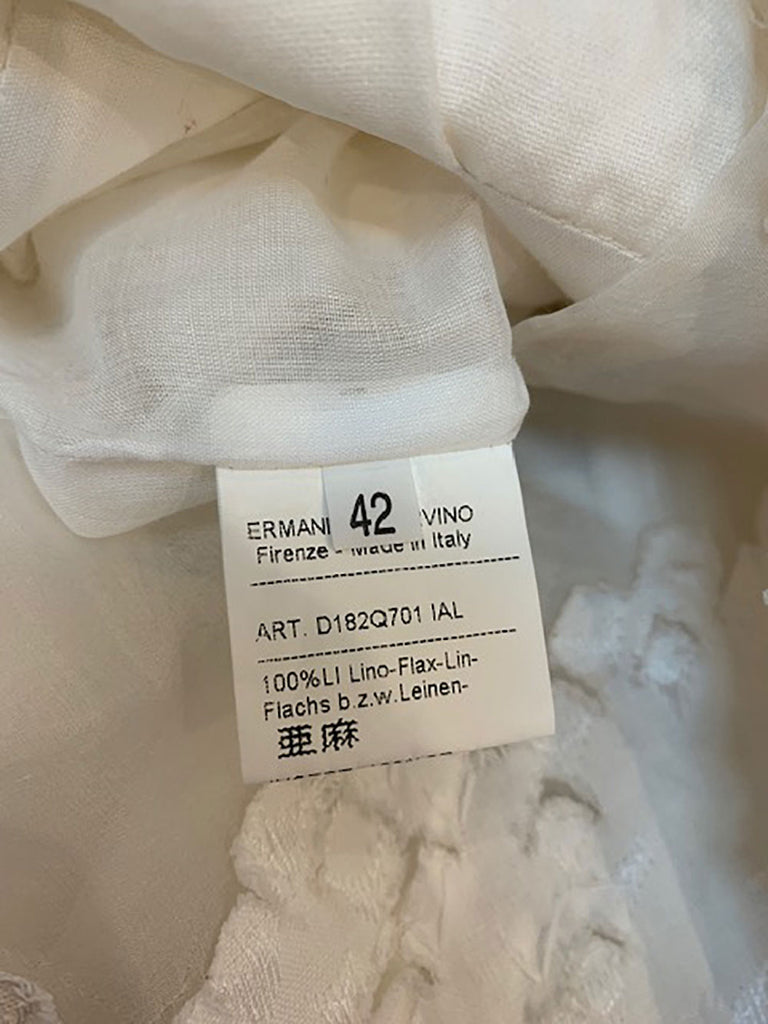 42
ERMANI VINO
Firenze - Made in Italy
ART. D182Q701 IAL
100%LI Lino-Flax-Lin-
Flachs b.z.w.Leinen-
亜麻